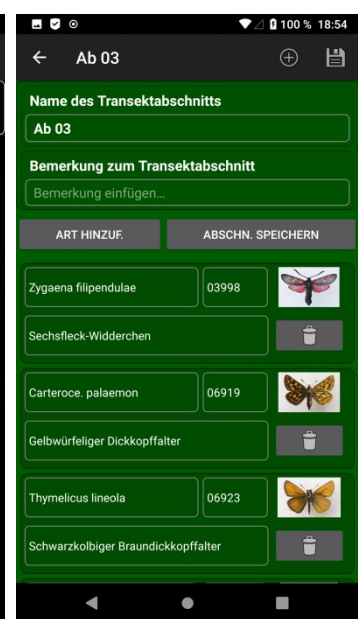 100 % 18:54
Ab 03
Name des Transektabschnitts
Ab 03
Bemerkung zum Transektabschnitt
Bemerkung einfügen...
ART HINZUF. ABSCHN. SPEICHERN
Zygaena filipendulae 03998
Sechsfleck-Widderchen
Carteroce. palaemon 06919
Gelbwürfeliger Dickkopffalter
Thymelicus lineola 06923
Schwarzkolbiger Braundickkopffalter